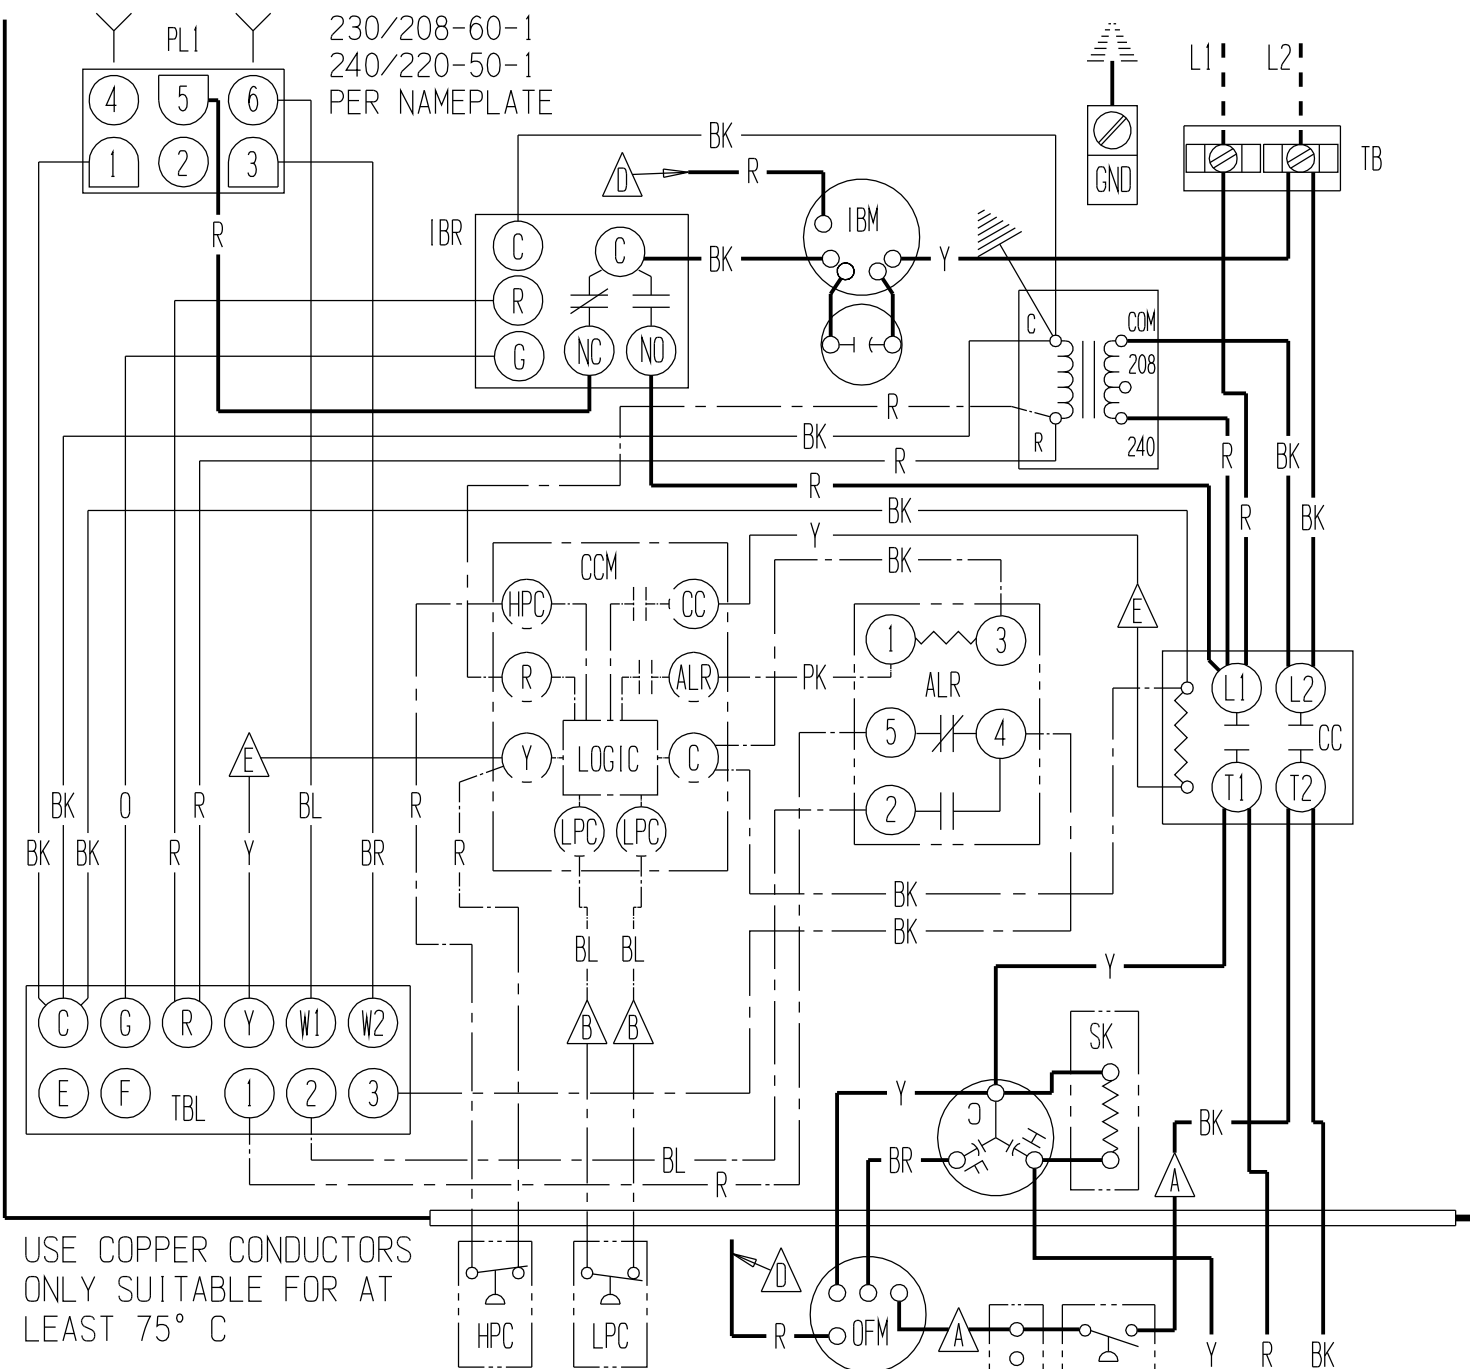 230/208-60-1
240/220-50-1
PER NAMEPLATE
PL1
4 5 6
1 2 3
L1 L2
TB
GND
BK
D R
IBM
IBR
C C
R
G NC NO
BK
Y
R
C COM
208
R 240
R
BK
R
R
BK
R BK
R BK
Y
BK
CCM
HPC CC
R ALR
Y LOGIC C
LPC LPC
PK
1 3
ALR
5 4
2
E
L1 L2
CC
T1 T2
E
BK O R BL R
BK BK R Y BR R
BK
BK
BL BL
B B
Y
C G R Y W1 W2
E F TBL 1 2 3
SK
Y
C
BR
F H
BK
A
BL
R
USE COPPER CONDUCTORS
ONLY SUITABLE FOR AT
LEAST 75° C
HPC LPC
D
R
OFM
A
Y R BK